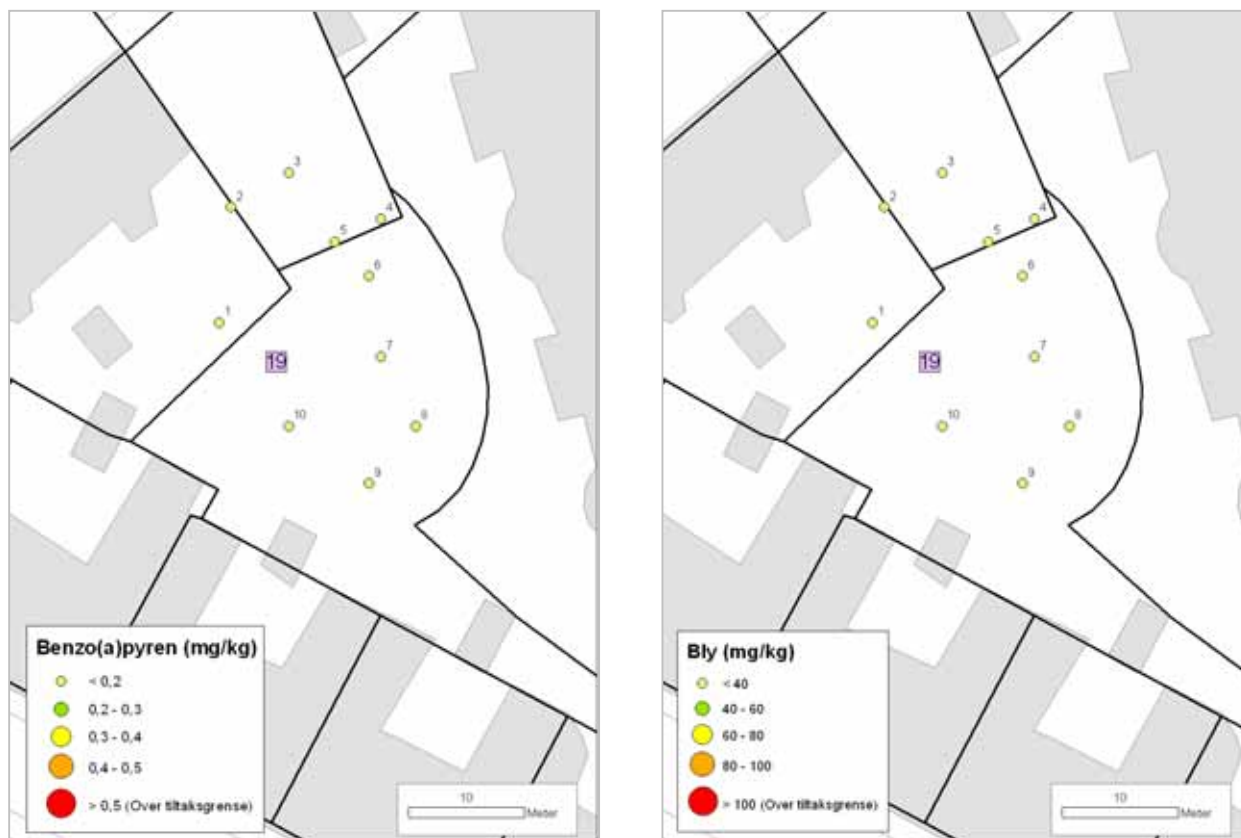 3
2
4
5
6
1
19
7
10
8
9
Benzo(a)pyren (mg/kg)
< 0,2
0,2 - 0,3
0,3 - 0,4
0,4 - 0,5
> 0,5 (Over tiltaksgrense)
10
Meter
3
2
4
5
6
1
19
7
10
8
9
Bly (mg/kg)
< 40
40 - 60
60 - 80
80 - 100
> 100 (Over tiltaksgrense)
10
Meter